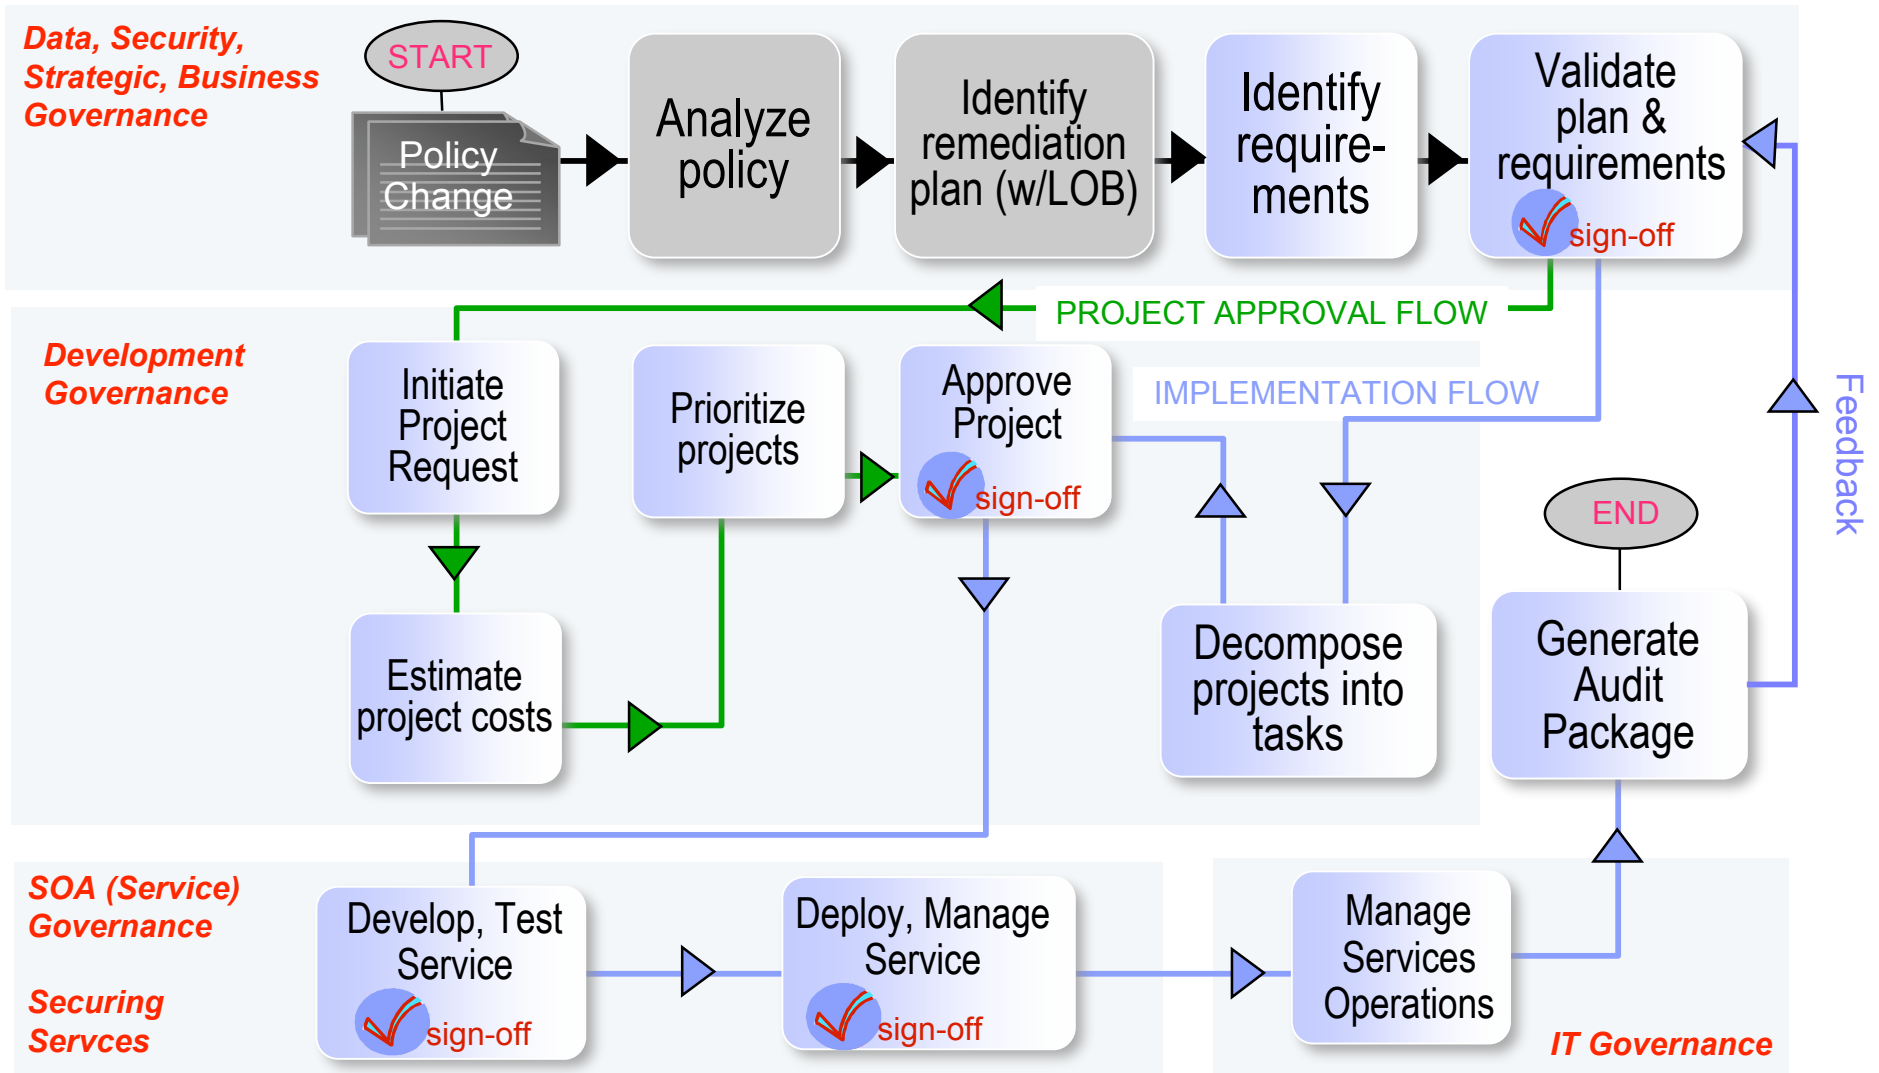 Data, Security,
Strategic, Business
Governance
START
Policy
Change
Analyze
policy
Identify
remediation
plan (w/LOB)
Identify
require-
ments
Validate
plan &
requirements
sign-off
PROJECT APPROVAL FLOW
Development
Governance
Initiate
Project
Request
Prioritize
projects
Approve
Project
sign-off
IMPLEMENTATION FLOW
Feedback
END
Estimate
project costs
Decompose
projects into
tasks
Generate
Audit
Package
SOA (Service)
Governance
Securing
Servces
Develop, Test
Service
sign-off
Deploy, Manage
Service
sign-off
Manage
Services
Operations
IT Governance